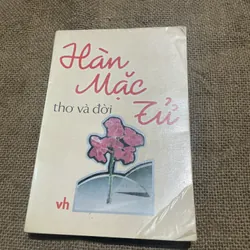 Hàn
Mặc
thơ và đời
Tử
vh